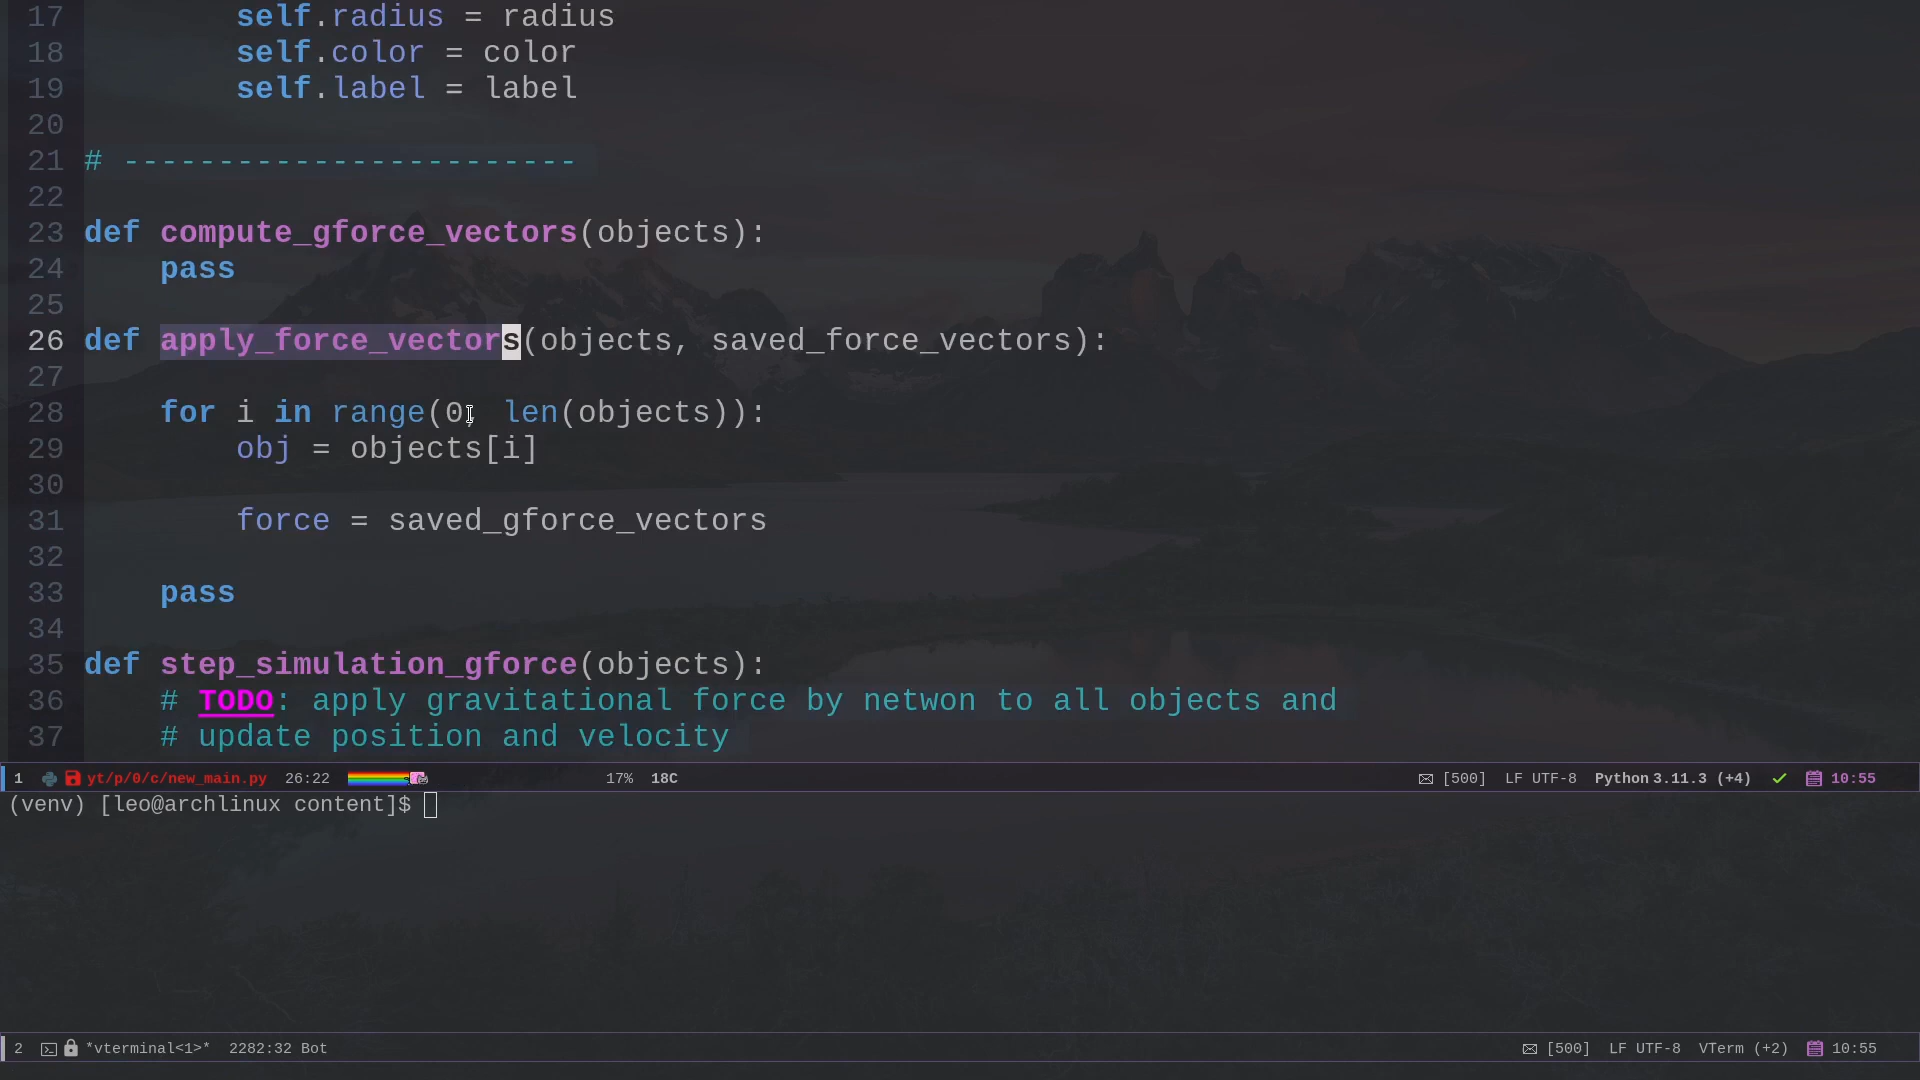 17 self.radius = radius
18 self.color = color
19 self.label = label
20
21 # ------------------------
22
23 def compute_gforce_vectors(objects):
24 pass
25
26 def apply_force_vectors(objects, saved_force_vectors):
27
28 for i in range(0, len(objects)):
29 obj = objects[i]
30
31 force = saved_gforce_vectors
32
33 pass
34
35 def step_simulation_gforce(objects):
36 # TODO: apply gravitational force by netwon to all objects and
37 # update position and velocity
1 yt/p/0/c/new_main.py 26:22 17% 18C [500] LF UTF-8 Python 3.11.3 (+4) 10:55
(venv) [leo@archlinux content]$
2 *vterminal<1>* 2282:32 Bot [500] LF UTF-8 VTerm (+2) 10:55